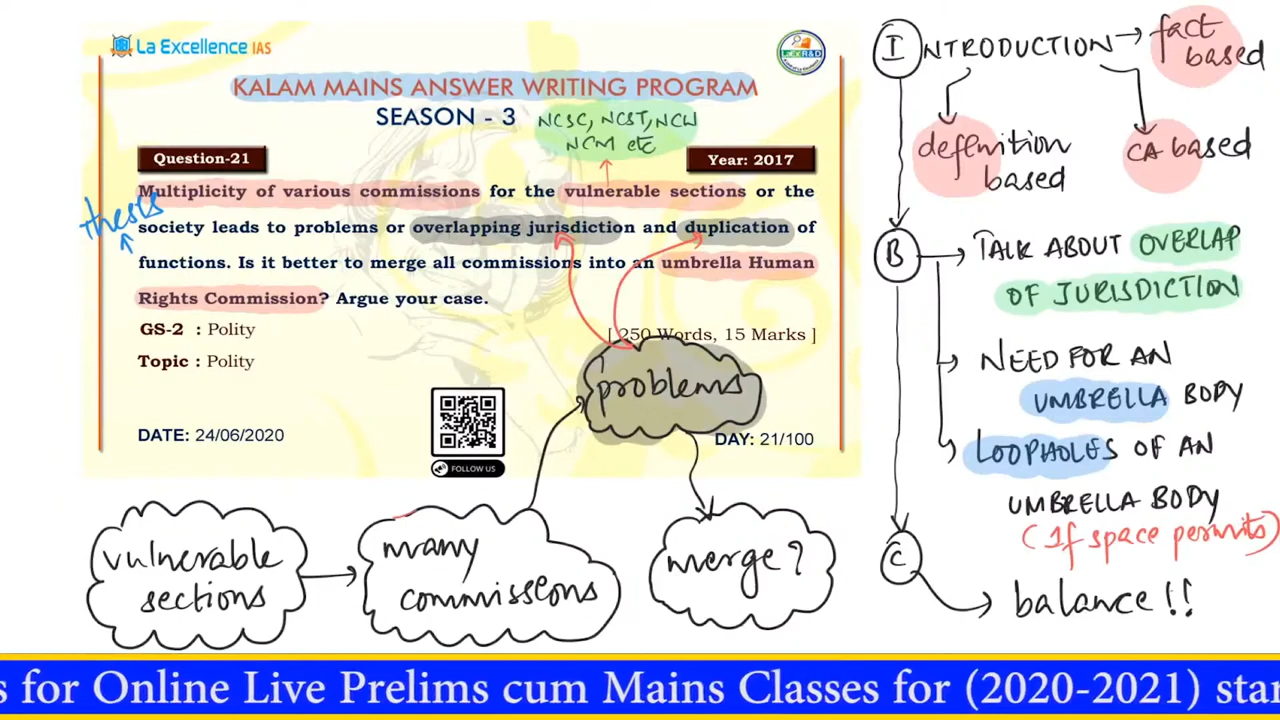 La Excellence IAS
LaEx R&D
KALAM MAINS ANSWER WRITING PROGRAM
SEASON - 3
NCSC, NCST, NCW
NCM etc
Question-21
Year: 2017
thesis
Multiplicity of various commissions for the vulnerable sections or the
society leads to problems or overlapping jurisdiction and duplication of
functions. Is it better to merge all commissions into an umbrella Human
Rights Commission? Argue your case.
GS-2 : Polity
[ 250 Words, 15 Marks ]
Topic : Polity
problems
DATE: 24/06/2020
DAY: 21/100
FOLLOW US
vulnerable
sections
many
commisseons
merge?
INTRODUCTION → fact
based
defenition
based
CA based
B
TALK ABOUT OVERLAP
OF JURISDICTION
NEED FOR AN
UMBRELLA BODY
LOOPHOLES OF AN
UMBRELLA BODY
(If space permits)
C
balance!!
s for Online Live Prelims cum Mains Classes for (2020-2021) star